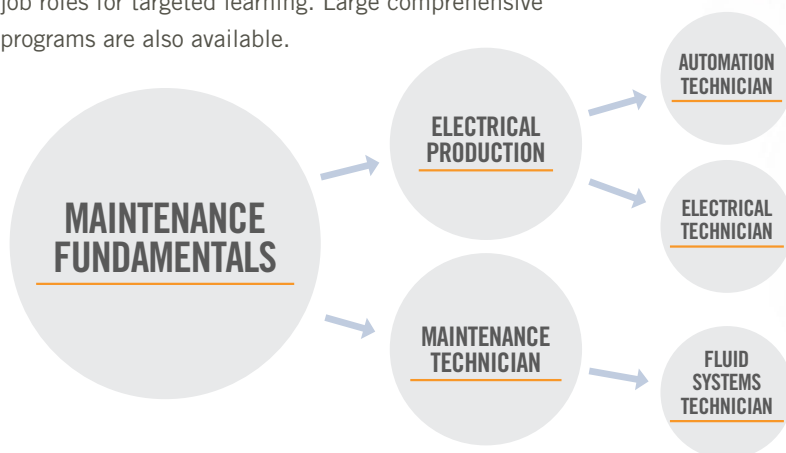 job roles for targeted learning. Large comprehensive
programs are also available.
MAINTENANCE
FUNDAMENTALS
ELECTRICAL
PRODUCTION
MAINTENANCE
TECHNICIAN
AUTOMATION
TECHNICIAN
ELECTRICAL
TECHNICIAN
FLUID
SYSTEMS
TECHNICIAN